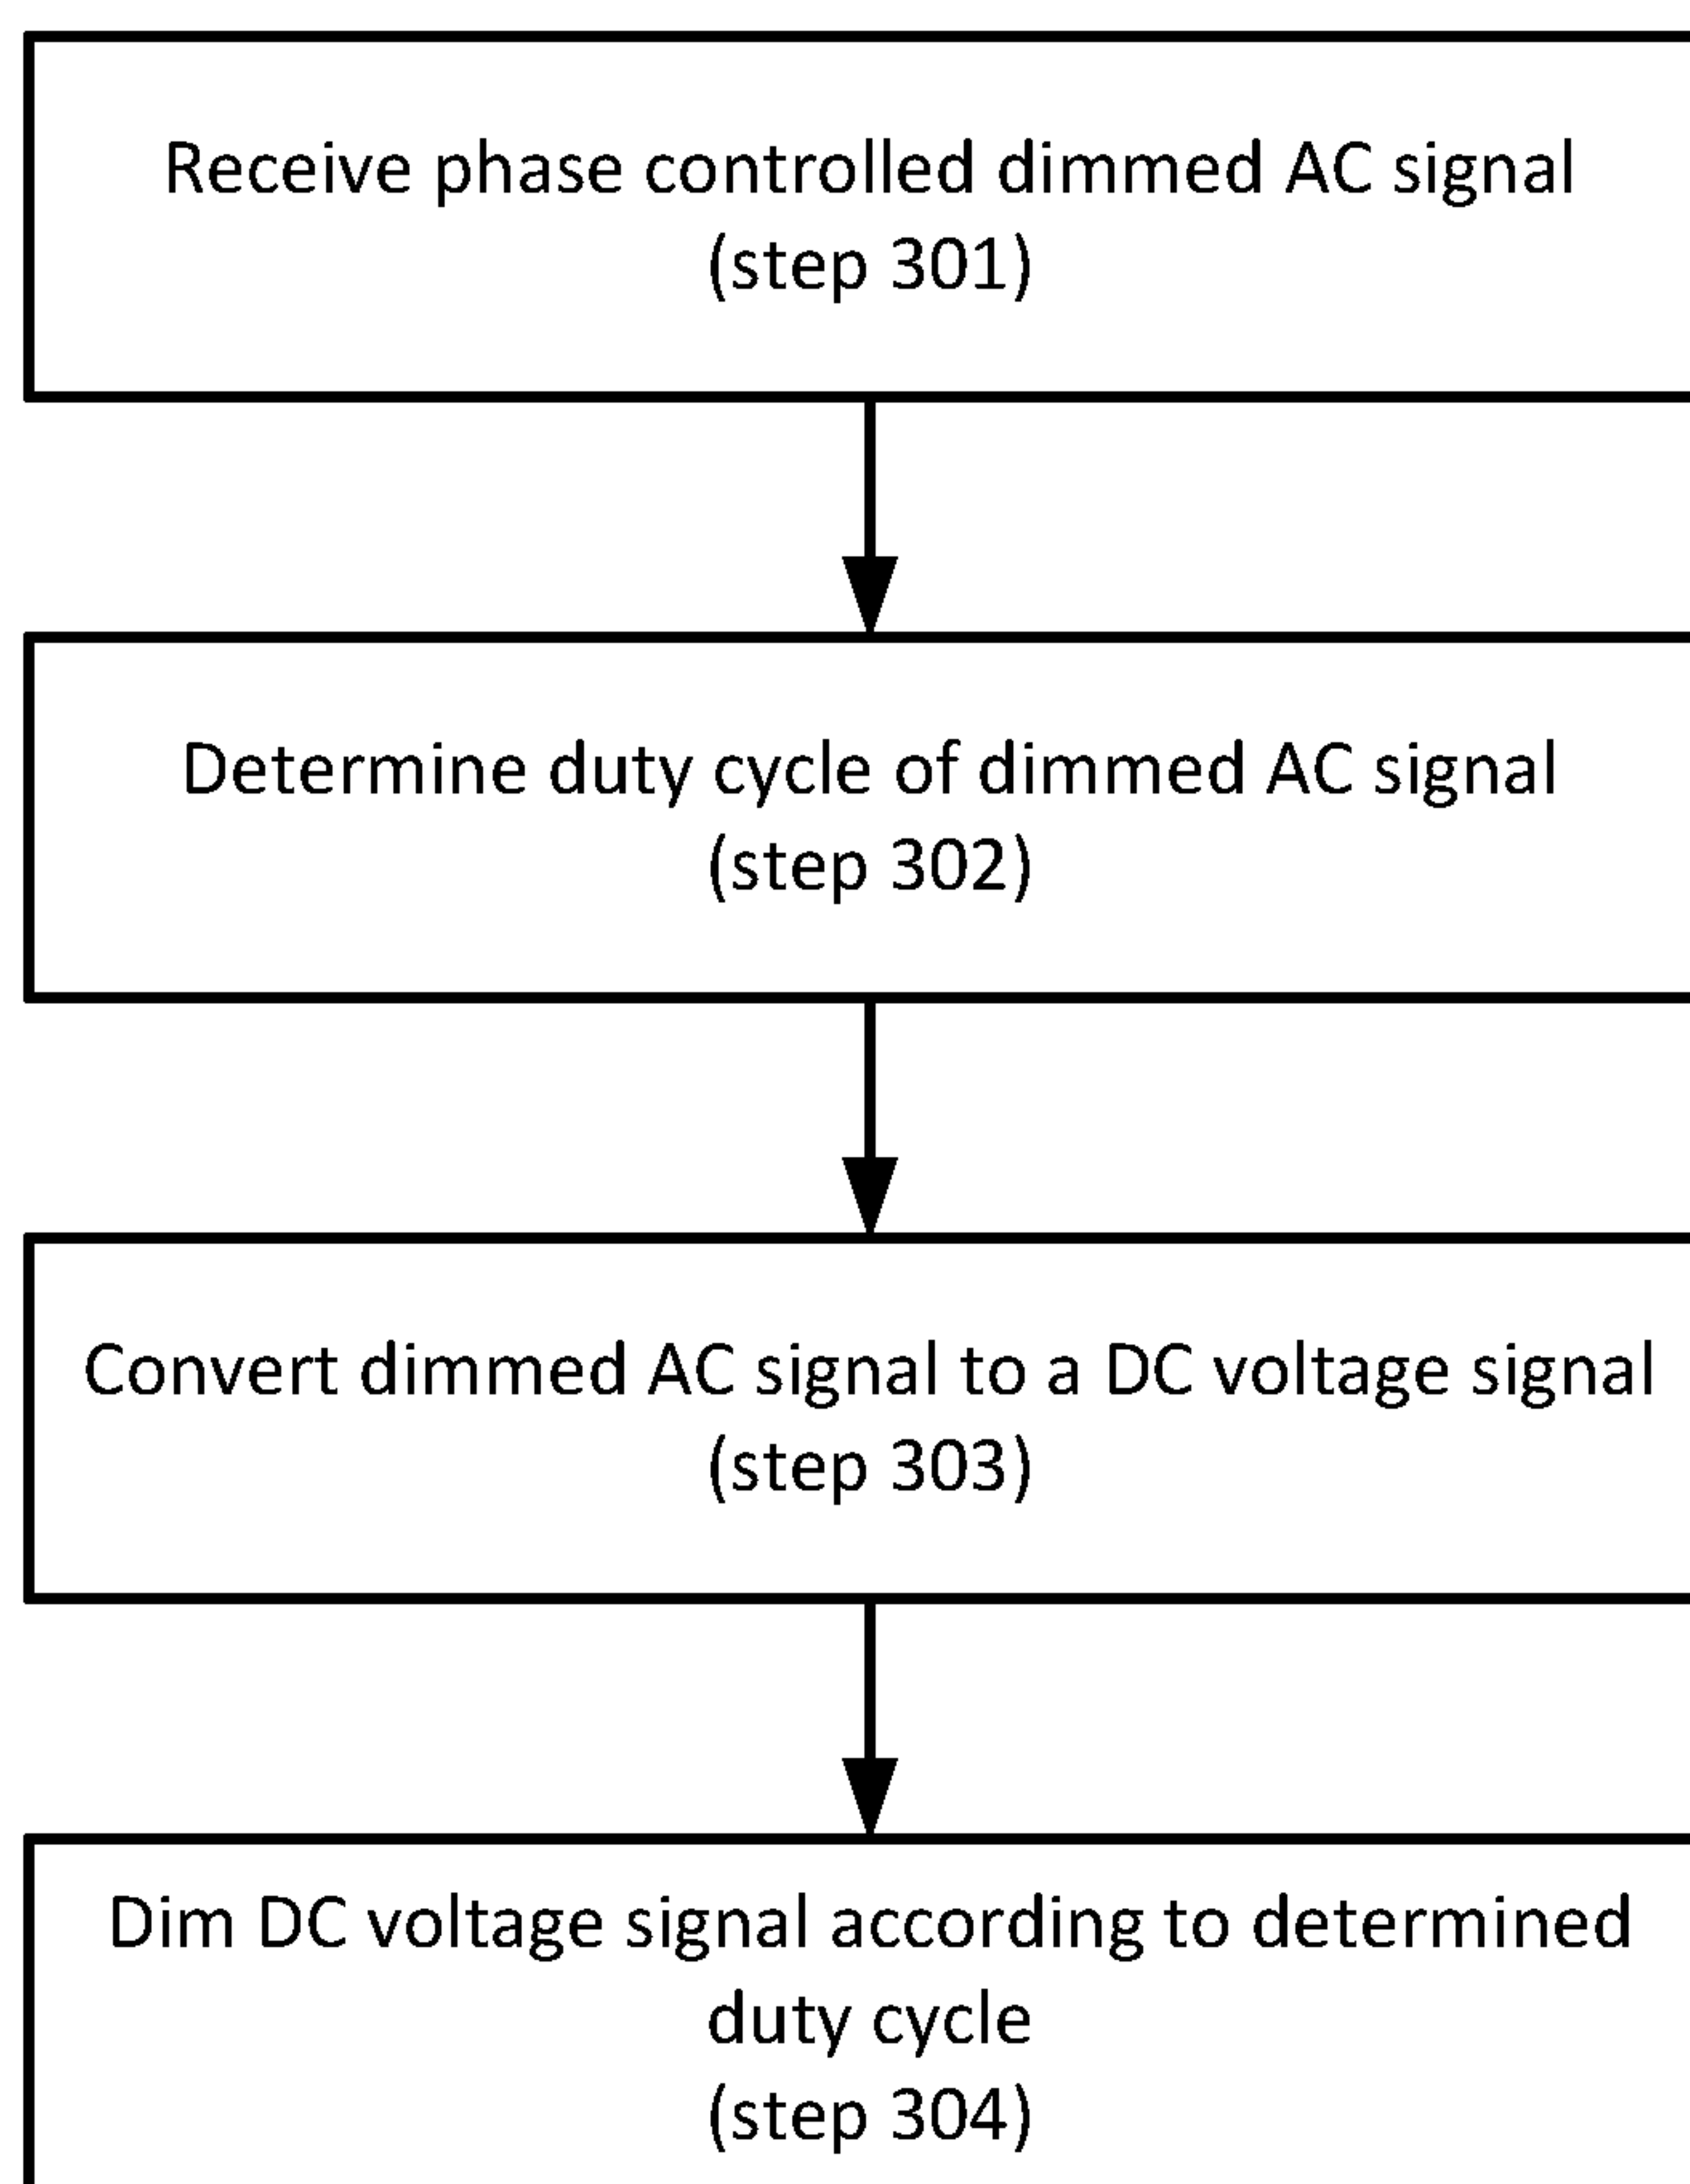 Receive phase controlled dimmed AC signal
(step 301)
Determine duty cycle of dimmed AC signal
(step 302)
Convert dimmed AC signal to a DC voltage signal
(step 303)
Dim DC voltage signal according to determined
duty cycle
(step 304)